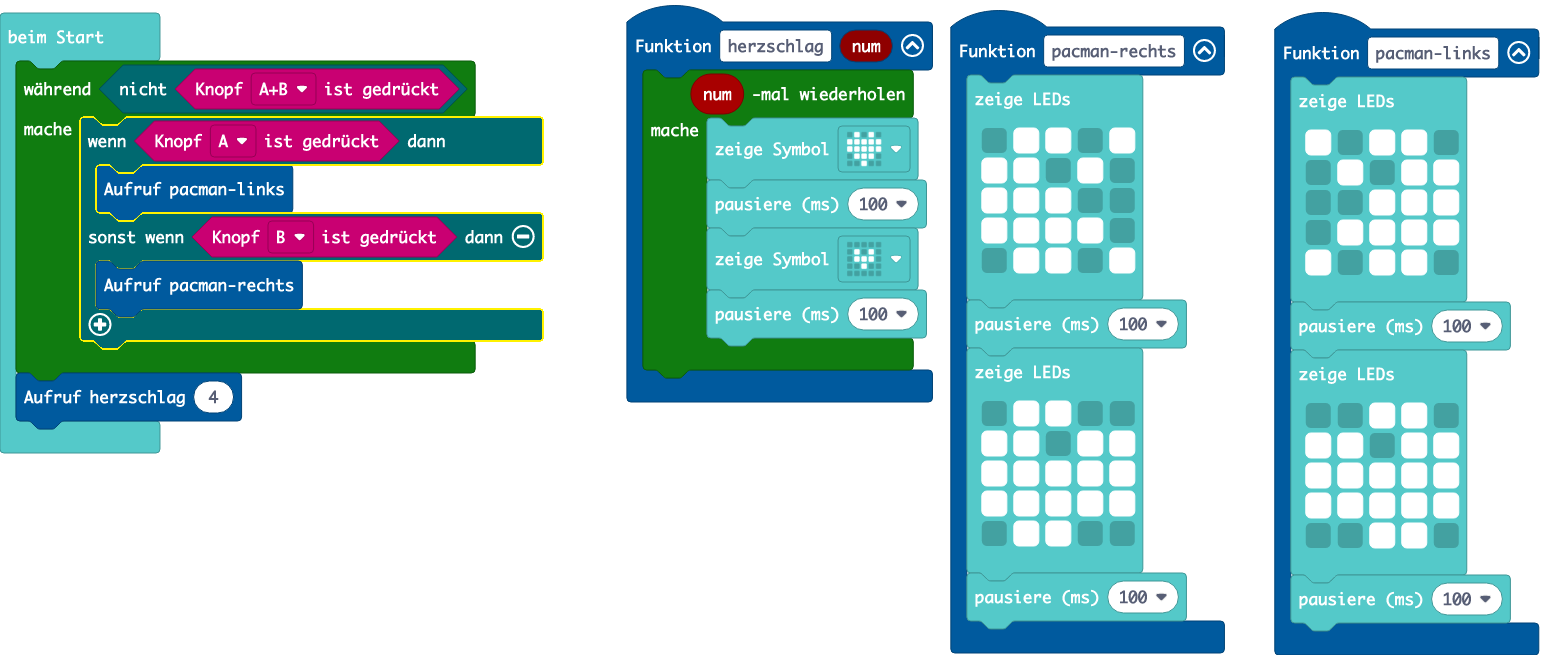 beim Start
während nicht Knopf A+B ist gedrückt
mache
wenn Knopf A ist gedrückt dann
Aufruf pacman-links
sonst wenn Knopf B ist gedrückt dann
Aufruf pacman-rechts
Aufruf herzschlag 4
Funktion herzschlag num
num -mal wiederholen
mache
zeige Symbol
pausiere (ms) 100
zeige Symbol
pausiere (ms) 100
Funktion pacman-rechts
zeige LEDs
pausiere (ms) 100
zeige LEDs
pausiere (ms) 100
Funktion pacman-links
zeige LEDs
pausiere (ms) 100
zeige LEDs
pausiere (ms) 100